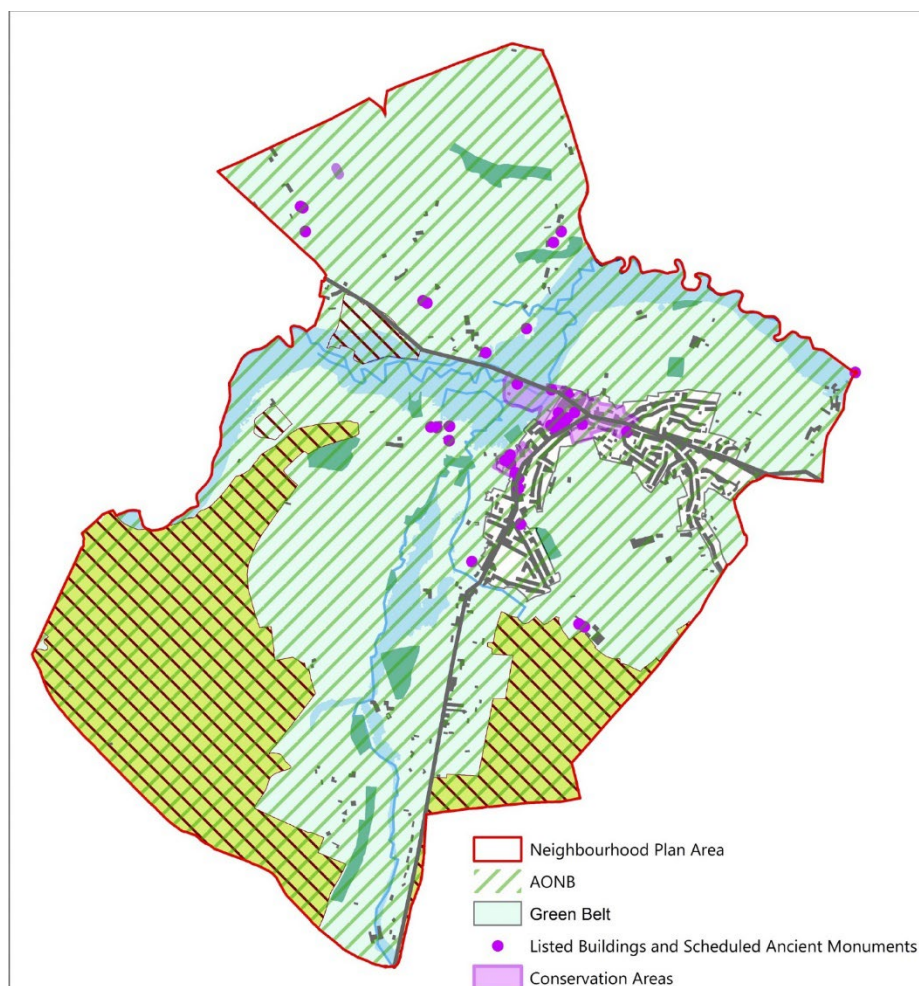 Neighbourhood Plan Area
AONB
Green Belt
Listed Buildings and Scheduled Ancient Monuments
Conservation Areas